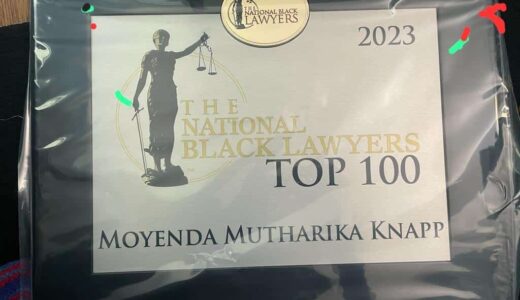 THE
NATIONAL BLACK
LAWYERS
2023
THE
NATIONAL
BLACK LAWYERS
TOP 100
MOYENDA MUTHARIKA KNAPP